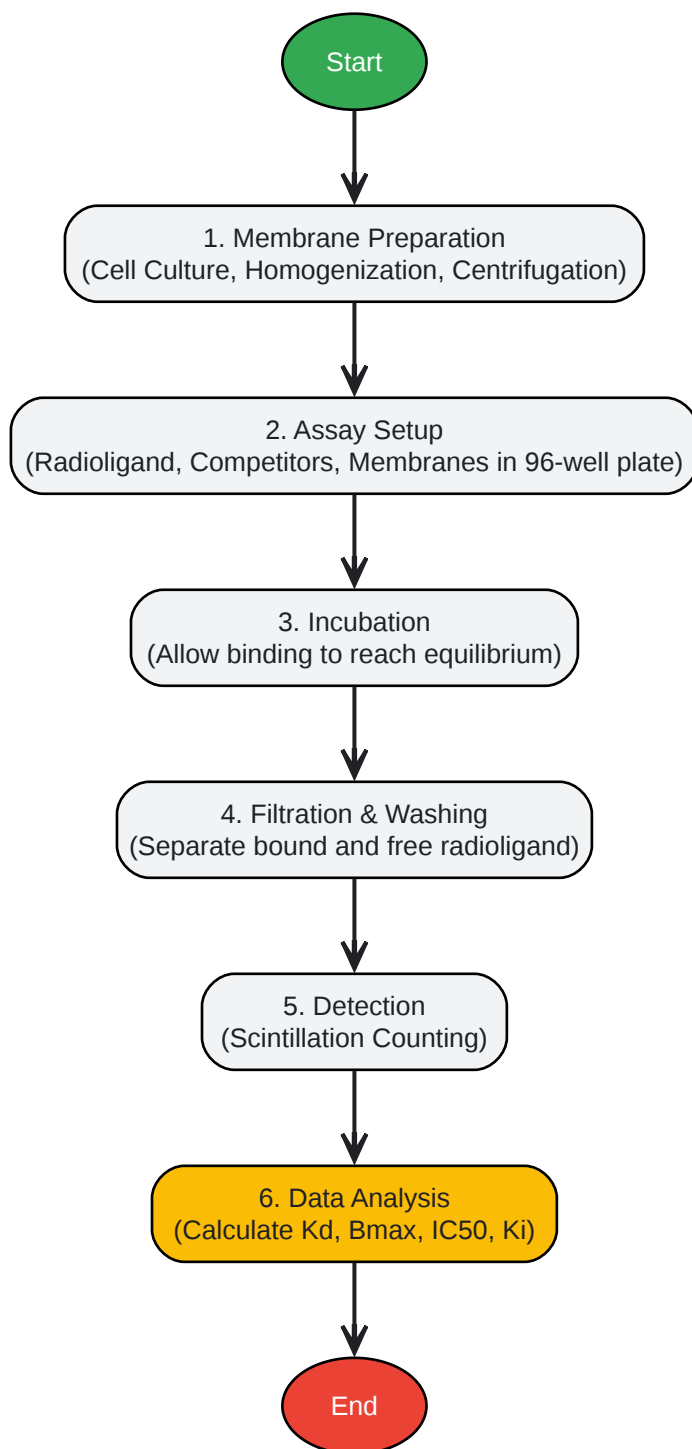 Start
1. Membrane Preparation
(Cell Culture, Homogenization, Centrifugation)
2. Assay Setup
(Radioligand, Competitors, Membranes in 96-well plate)
3. Incubation
(Allow binding to reach equilibrium)
4. Filtration & Washing
(Separate bound and free radioligand)
5. Detection
(Scintillation Counting)
6. Data Analysis
(Calculate Kd, Bmax, IC50, Ki)
End